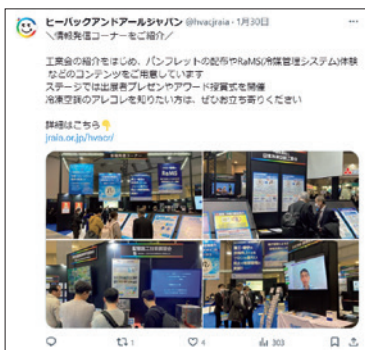 ヒーバックアンドアールジャパン @hvacjraia・1月30日
＼情報発信コーナーをご紹介／
工業会の紹介をはじめ、パンフレットの配布やRaMS(冷媒管理システム)体験
などのコンテンツをご用意しています
ステージでは出展者プレゼンやアワード授賞式を開催
冷凍空調のアレコレを知りたい方は、ぜひお立ち寄りください
詳細はこちら👇
jraia.or.jp/hvacr/
RaMS
1
4
303